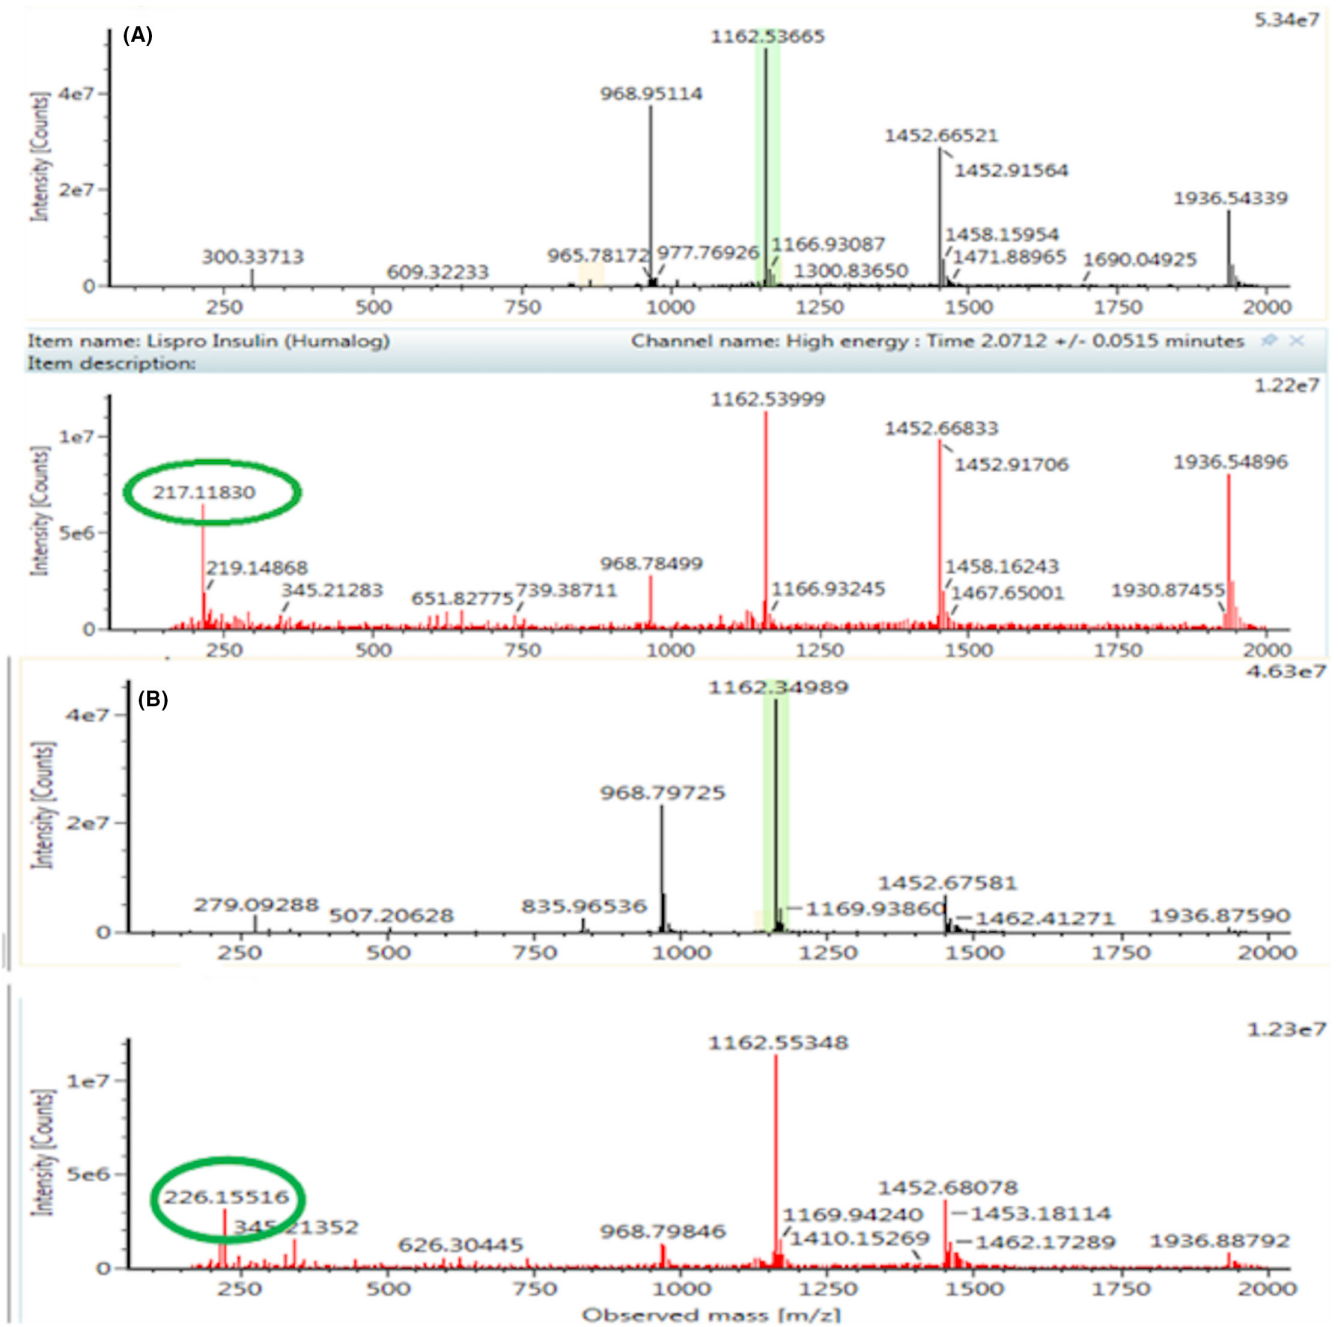 (A)
5.34e7
1162.53665
968.95114
1452.66521
1452.91564
1936.54339
300.33713
609.32233
965.78172
977.76926
1166.93087
1300.83650
1458.15954
1471.88965
1690.04925
Intensity [Counts]
4e7
2e7
0
250 500 750 1000 1250 1500 1750 2000
Item name: Lispro Insulin (Humalog) Channel name: High energy : Time 2.0712 +/- 0.0515 minutes
Item description:
1.22e7
1162.53999
1452.66833
1452.91706
1936.54896
217.11830
219.14868
345.21283
651.82775
739.38711
968.78499
1166.93245
1458.16243
1467.65001
1930.87455
Intensity [Counts]
1e7
5e6
0
250 500 750 1000 1250 1500 1750 2000
(B)
4.63e7
1162.34989
968.79725
1452.67581
279.09288
507.20628
835.96536
1169.93860
1462.41271
1936.87590
Intensity [Counts]
4e7
2e7
0
250 500 750 1000 1250 1500 1750 2000
1.23e7
1162.55348
226.15516
345.21352
626.30445
968.79846
1169.94240
1410.15269
1452.68078
1453.18114
1462.17289
1936.88792
Intensity [Counts]
1e7
5e6
0
250 500 750 1000 1250 1500 1750 2000
Observed mass [m/z]